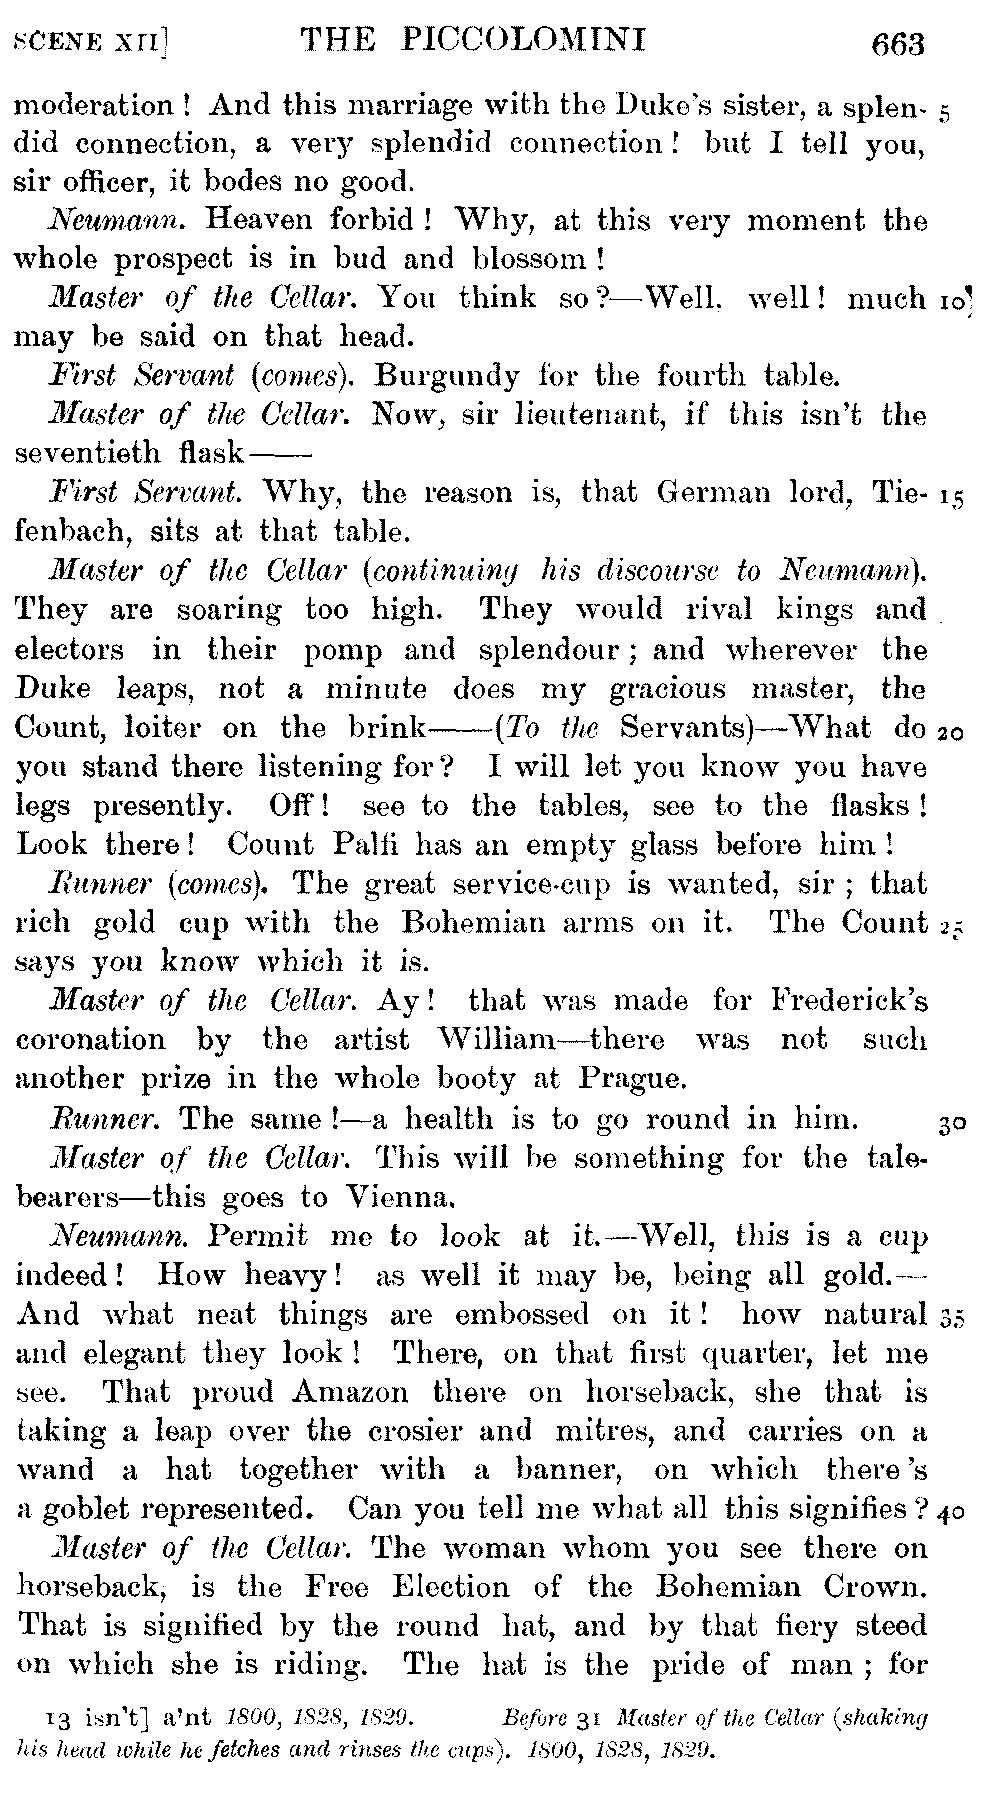 SCENE XII] THE PICCOLOMINI 663
moderation ! And this marriage with the Duke's sister, a splen- 5
did connection, a very splendid connection ! but I tell you,
sir officer, it bodes no good.
Neumann. Heaven forbid ! Why, at this very moment the
whole prospect is in bud and blossom !
Master of the Cellar. You think so ?—Well, well ! much 10
may be said on that head.
First Servant (comes). Burgundy for the fourth table.
Master of the Cellar. Now, sir lieutenant, if this isn't the
seventieth flask——
First Servant. Why, the reason is, that German lord, Tie- 15
fenbach, sits at that table.
Master of the Cellar (continuing his discourse to Neumann).
They are soaring too high. They would rival kings and
electors in their pomp and splendour ; and wherever the
Duke leaps, not a minute does my gracious master, the
Count, loiter on the brink——(To the Servants)—What do 20
you stand there listening for ? I will let you know you have
legs presently. Off ! see to the tables, see to the flasks !
Look there ! Count Palfi has an empty glass before him !
Runner (comes). The great service-cup is wanted, sir ; that
rich gold cup with the Bohemian arms on it. The Count 25
says you know which it is.
Master of the Cellar. Ay ! that was made for Frederick's
coronation by the artist William—there was not such
another prize in the whole booty at Prague.
Runner. The same !—a health is to go round in him. 30
Master of the Cellar. This will be something for the tale-
bearers—this goes to Vienna.
Neumann. Permit me to look at it.—Well, this is a cup
indeed ! How heavy ! as well it may be, being all gold.—
And what neat things are embossed on it ! how natural 35
and elegant they look ! There, on that first quarter, let me
see. That proud Amazon there on horseback, she that is
taking a leap over the crosier and mitres, and carries on a
wand a hat together with a banner, on which there 's
a goblet represented. Can you tell me what all this signifies ? 40
Master of the Cellar. The woman whom you see there on
horseback, is the Free Election of the Bohemian Crown.
That is signified by the round hat, and by that fiery steed
on which she is riding. The hat is the pride of man ; for
13 isn't] a'nt 1800, 1828, 1829. Before 31 Master of the Cellar (shaking
his head while he fetches and rinses the cups). 1800, 1828, 1829.